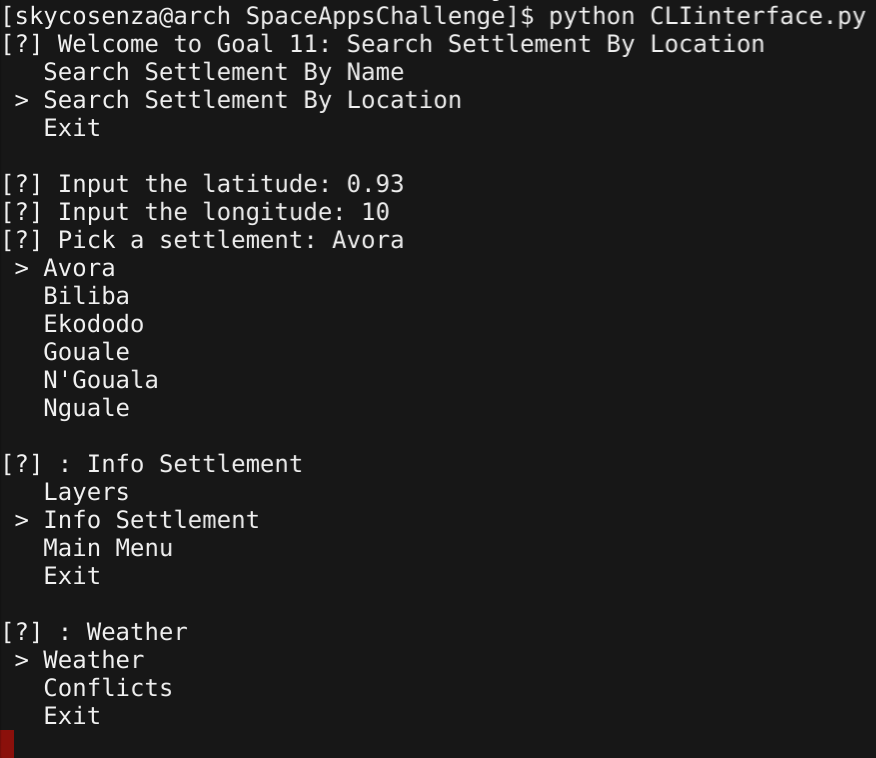 [skycosenza@arch SpaceAppsChallenge]$ python CLIinterface.py
[?] Welcome to Goal 11: Search Settlement By Location
   Search Settlement By Name
 > Search Settlement By Location
   Exit

[?] Input the latitude: 0.93
[?] Input the longitude: 10
[?] Pick a settlement: Avora
 > Avora
   Biliba
   Ekododo
   Gouale
   N'Gouala
   Nguale

[?] : Info Settlement
   Layers
 > Info Settlement
   Main Menu
   Exit

[?] : Weather
 > Weather
   Conflicts
   Exit